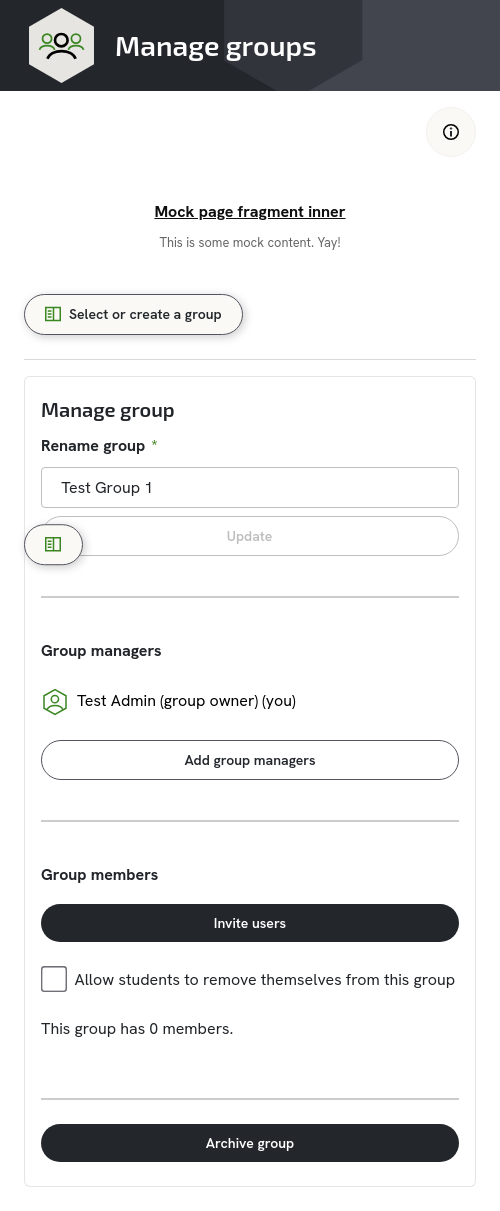 Manage groups
Mock page fragment inner
This is some mock content. Yay!
Select or create a group
Manage group
Rename group *
Test Group 1
Update
Group managers
Test Admin (group owner) (you)
Add group managers
Group members
Invite users
Allow students to remove themselves from this group
This group has 0 members.
Archive group